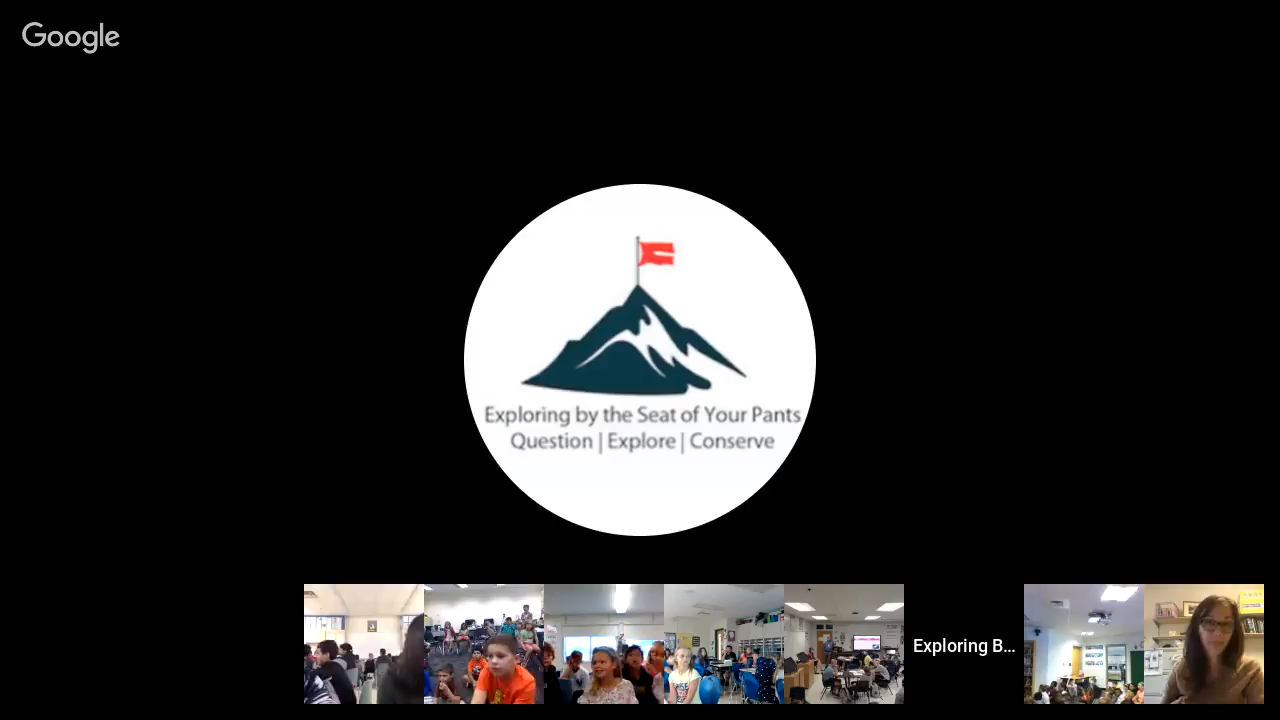 Google
Exploring by the Seat of Your Pants
Question | Explore | Conserve
Exploring B...